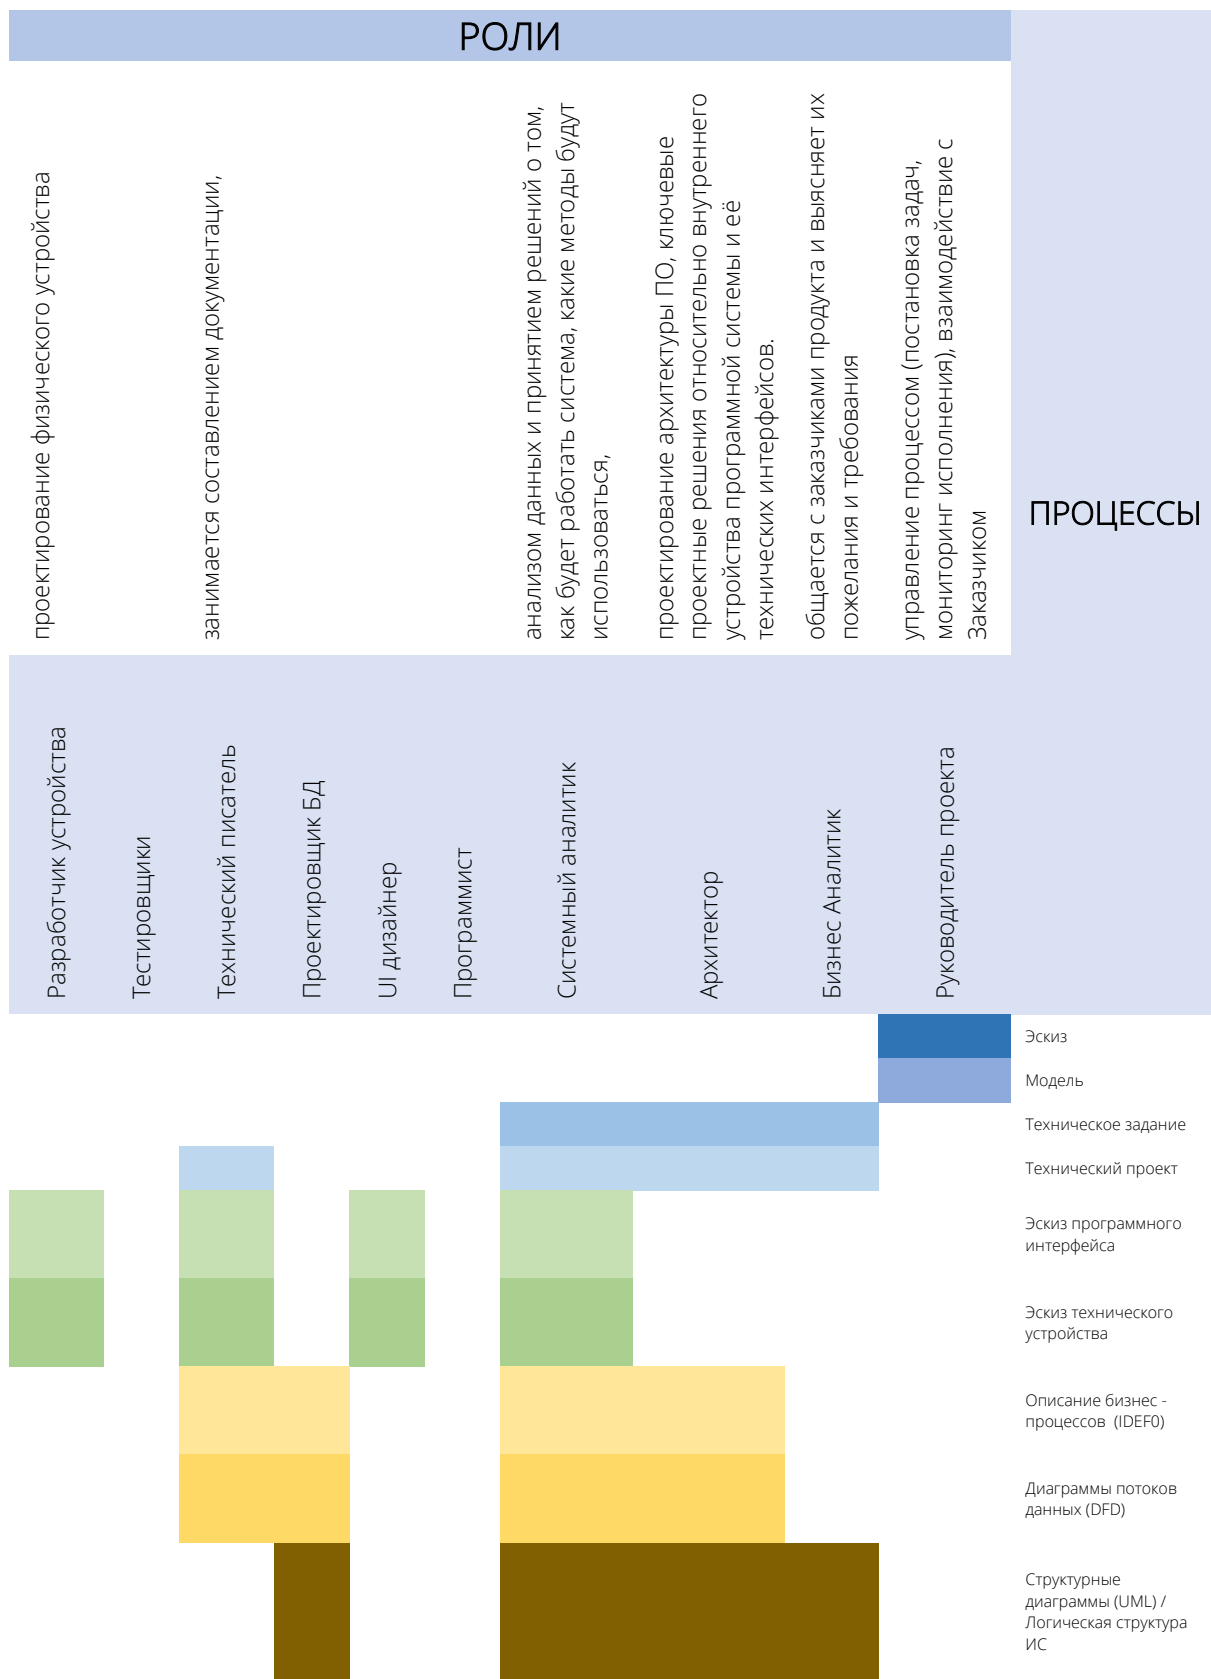 РОЛИ
ПРОЦЕССЫ
проектирование физического устройства
занимается составлением документации,
анализом данных и принятием решений о том,
как будет работать система, какие методы будут
использоваться,
проектирование архитектуры ПО, ключевые
проектные решения относительно внутреннего
устройства программной системы и её
технических интерфейсов.
общается с заказчиками продукта и выясняет их
пожелания и требования
управление процессом (постановка задач,
мониторинг исполнения), взаимодействие с
Заказчиком
Разработчик устройства
Тестировщики
Технический писатель
Проектировщик БД
UI дизайнер
Программист
Системный аналитик
Архитектор
Бизнес Аналитик
Руководитель проекта
Эскиз
Модель
Техническое задание
Технический проект
Эскиз программного
интерфейса
Эскиз технического
устройства
Описание бизнес -
процессов (IDEF0)
Диаграммы потоков
данных (DFD)
Структурные
диаграммы (UML) /
Логическая структура
ИС